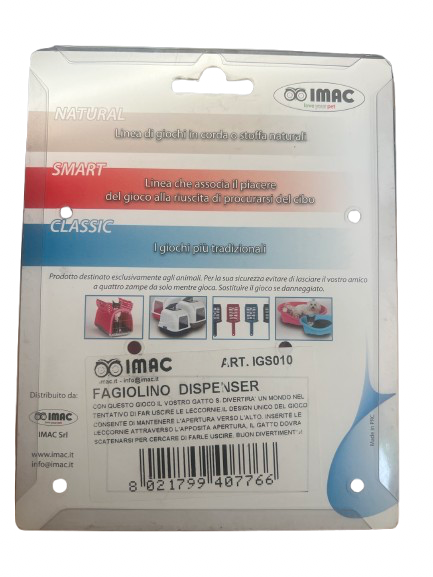 IMAC
love your pet
NATURAL
Linea di giochi in corda e stoffa naturali
SMART
Linea che associa il piacere
del gioco alla riuscita di procurarsi del cibo
CLASSIC
I giochi più tradizionali
Prodotto destinato esclusivamente agli animali. Per la sua sicurezza evitare di lasciare il vostro amico
a quattro zampe da solo mentre gioca. Sostituire il gioco se danneggiato.
IMAC
ART. IGS010
imac.it - info@imac.it
FAGIOLINO DISPENSER
CON QUESTO GIOCO IL VOSTRO GATTO S. DIVERTIRA' UN MONDO NEL
TENTATIVO DI FAR USCIRE LE LECCORNIE.IL DESIGN UNICO DEL GIOCO
CONSENTE DI MANTENERE L'APERTURA VERSO L'ALTO. INSERITE LE
LECCORNIE ATTRAVERSO L'APPOSITA APERTURA, IL GATTO DOVRA
SCATENARSI PER CERCARE DI FARLE USCIRE. BUON DIVERTIMENTO
8 021799 407766
Distribuito da:
IMAC
IMAC Srl
www.imac.it
info@imac.it
Made in PRC